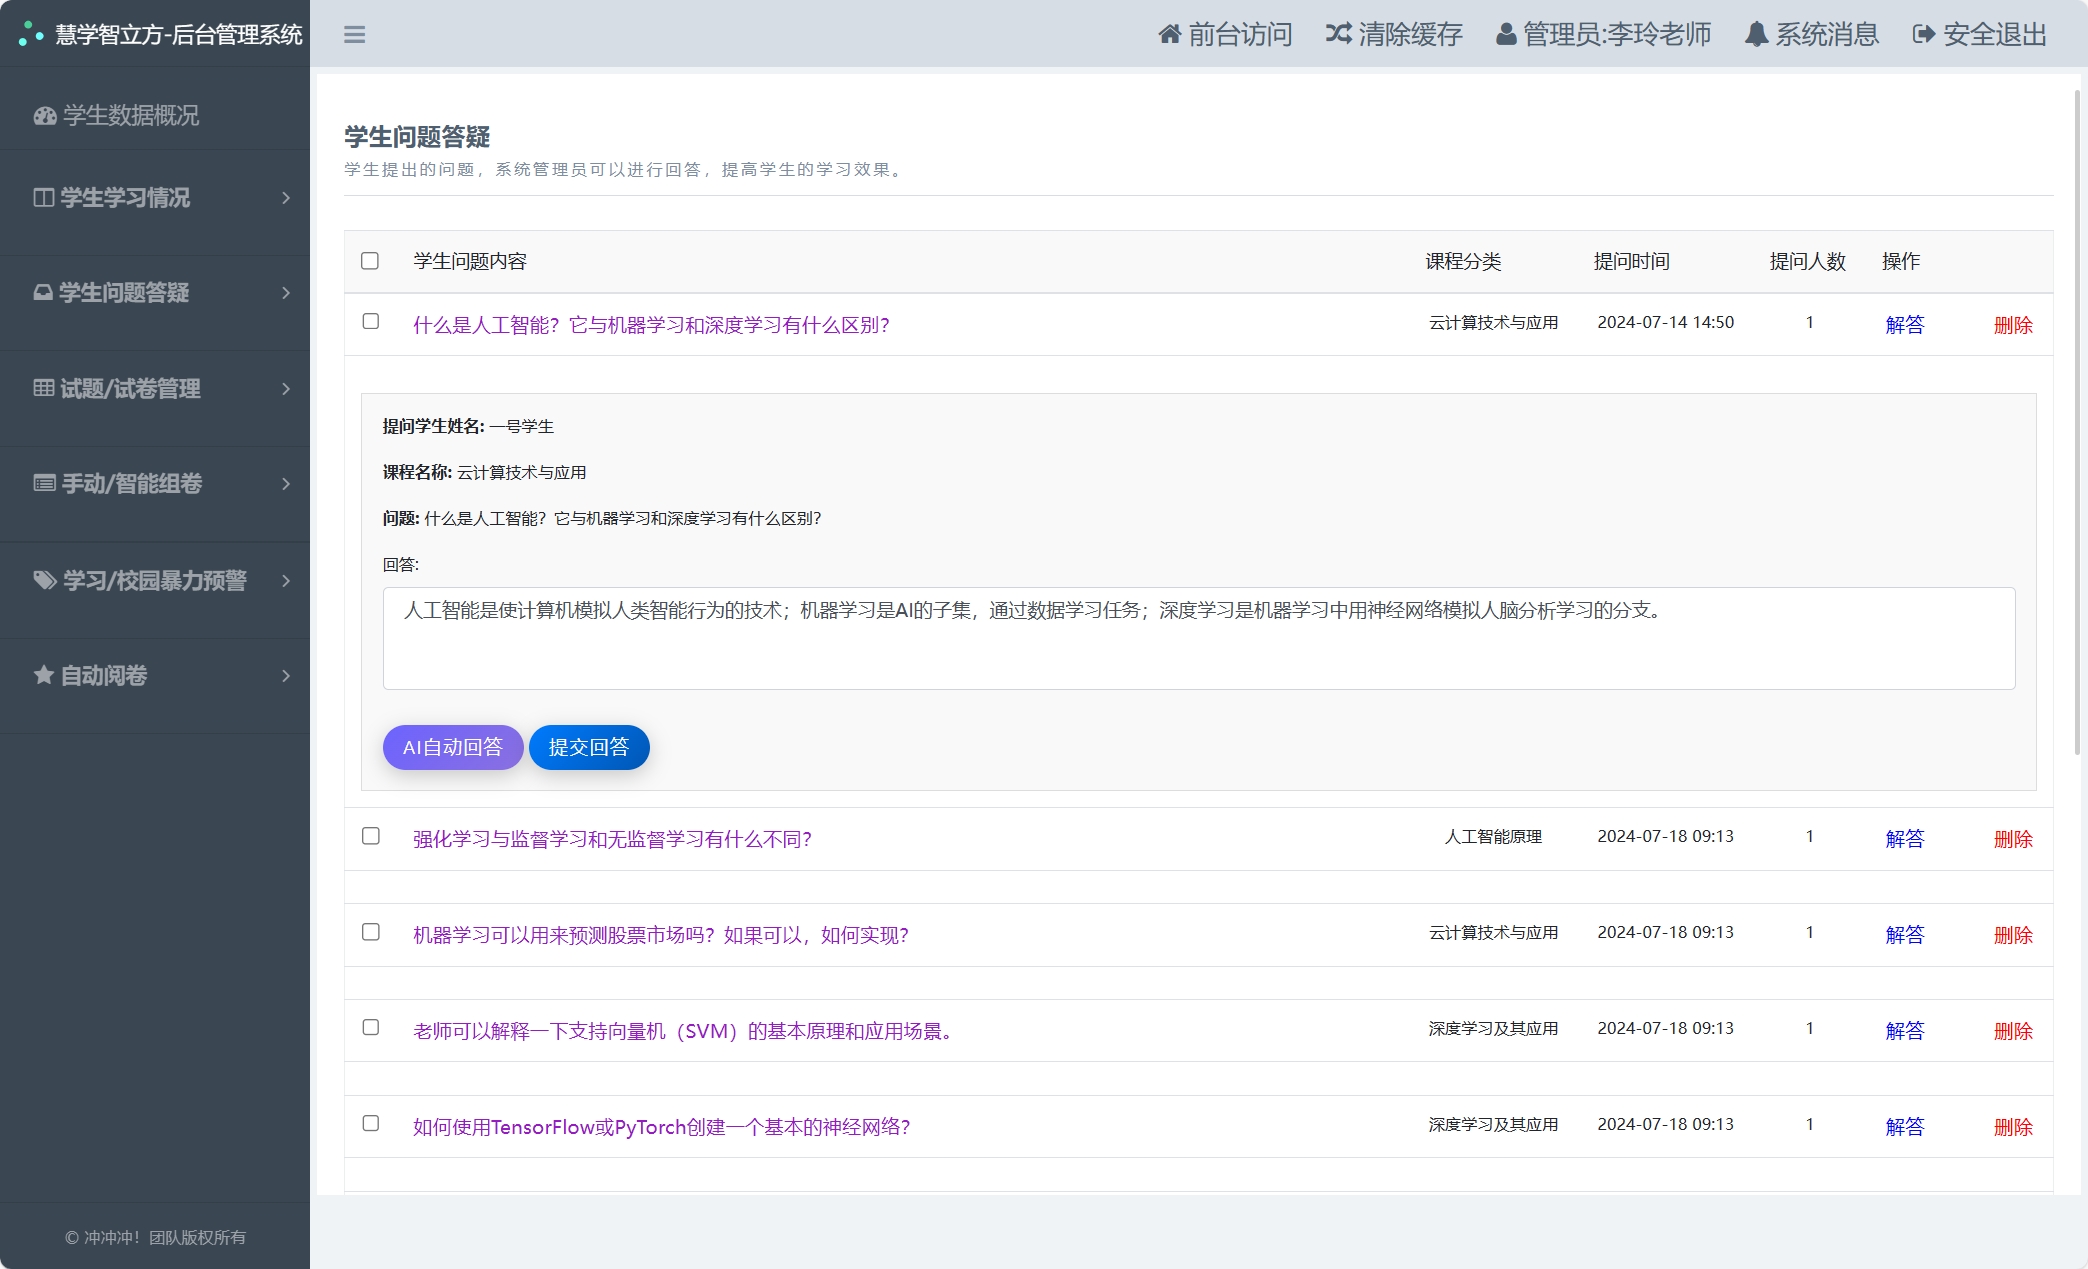 慧学智立方-后台管理系统
前台访问 清除缓存 管理员:李玲老师 系统消息 安全退出
学生数据概况
学生学习情况
学生问题答疑
试题/试卷管理
手动/智能组卷
学习/校园暴力预警
自动阅卷
© 冲冲冲！团队版权所有
学生问题答疑
学生提出的问题，系统管理员可以进行回答，提高学生的学习效果。
学生问题内容 课程分类 提问时间 提问人数 操作
什么是人工智能？它与机器学习和深度学习有什么区别？ 云计算技术与应用 2024-07-14 14:50 1 解答 删除
提问学生姓名: 一号学生
课程名称: 云计算技术与应用
问题: 什么是人工智能？它与机器学习和深度学习有什么区别？
回答:
人工智能是使计算机模拟人类智能行为的技术；机器学习是AI的子集，通过数据学习任务；深度学习是机器学习中用神经网络模拟人脑分析学习的分支。
AI自动回答 提交回答
强化学习与监督学习和无监督学习有什么不同？ 人工智能原理 2024-07-18 09:13 1 解答 删除
机器学习可以用来预测股票市场吗？如果可以，如何实现？ 云计算技术与应用 2024-07-18 09:13 1 解答 删除
老师可以解释一下支持向量机（SVM）的基本原理和应用场景。 深度学习及其应用 2024-07-18 09:13 1 解答 删除
如何使用TensorFlow或PyTorch创建一个基本的神经网络？ 深度学习及其应用 2024-07-18 09:13 1 解答 删除